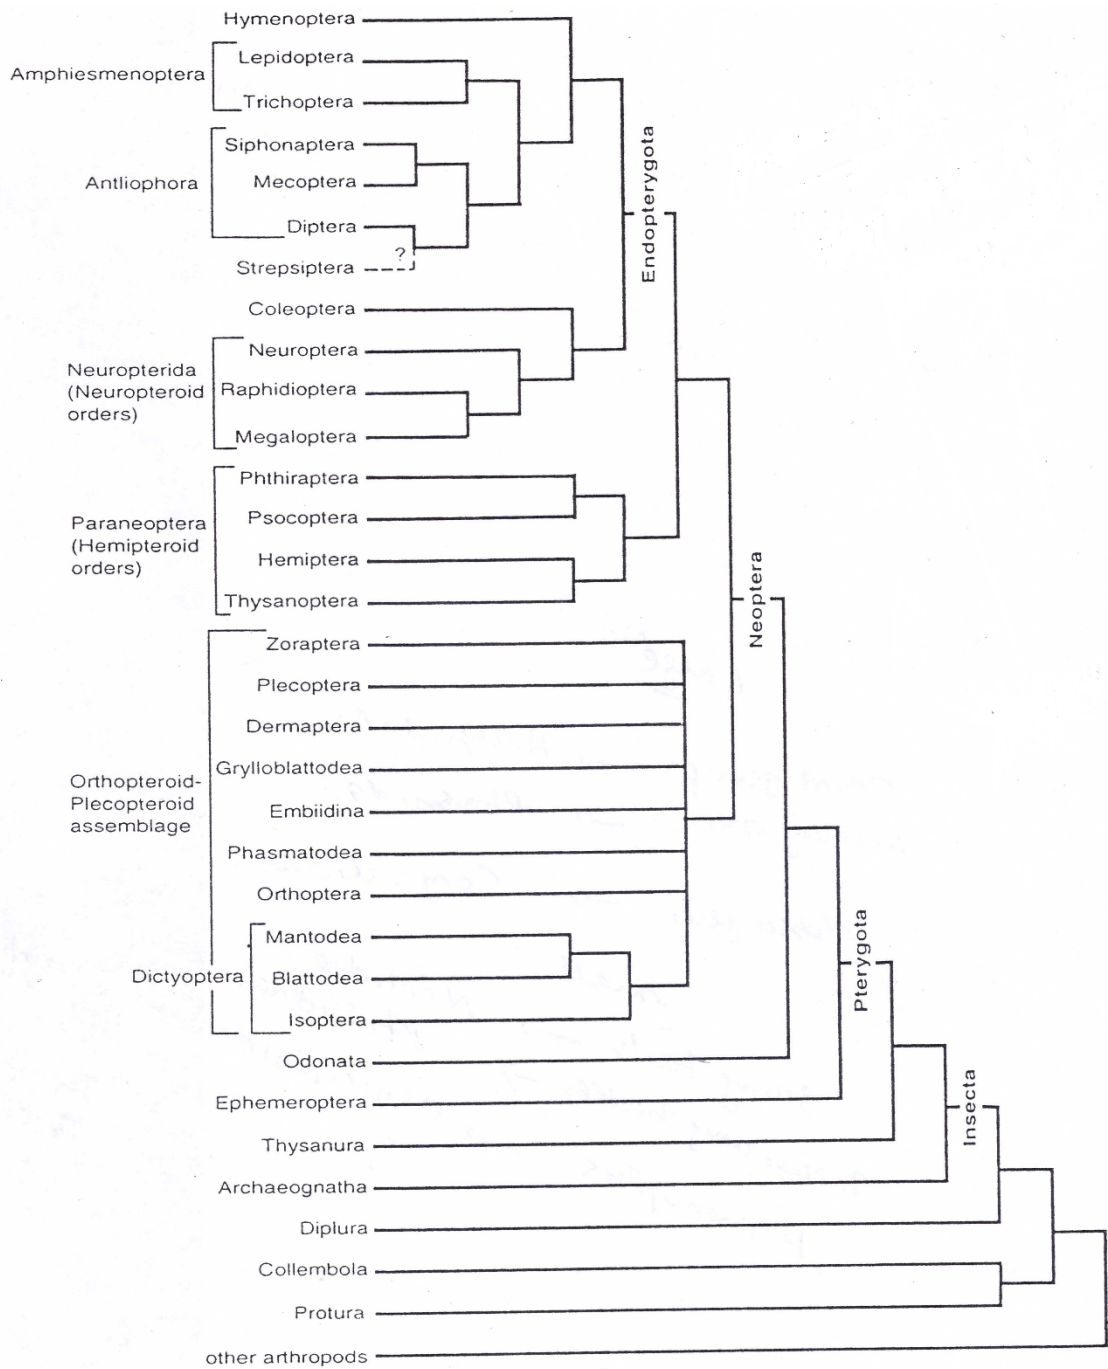 Hymenoptera
Lepidoptera
Amphiesmenoptera
Trichoptera
Siphonaptera
Antliophora
Mecoptera
Diptera
?
Strepsiptera
Coleoptera
Neuroptera
Neuropterida
(Neuropteroid
orders)
Raphidioptera
Megaloptera
Phthiraptera
Psocoptera
Paraneoptera
(Hemipteroid
orders)
Hemiptera
Thysanoptera
Zoraptera
Plecoptera
Dermaptera
Grylloblattodea
Orthopteroid-
Plecopteroid
assemblage
Embiidina
Phasmatodea
Orthoptera
Mantodea
Dictyoptera
Blattodea
Isoptera
Odonata
Ephemeroptera
Thysanura
Archaeognatha
Diplura
Collembola
Protura
other arthropods
Endopterygota
Neoptera
Pterygota
Insecta